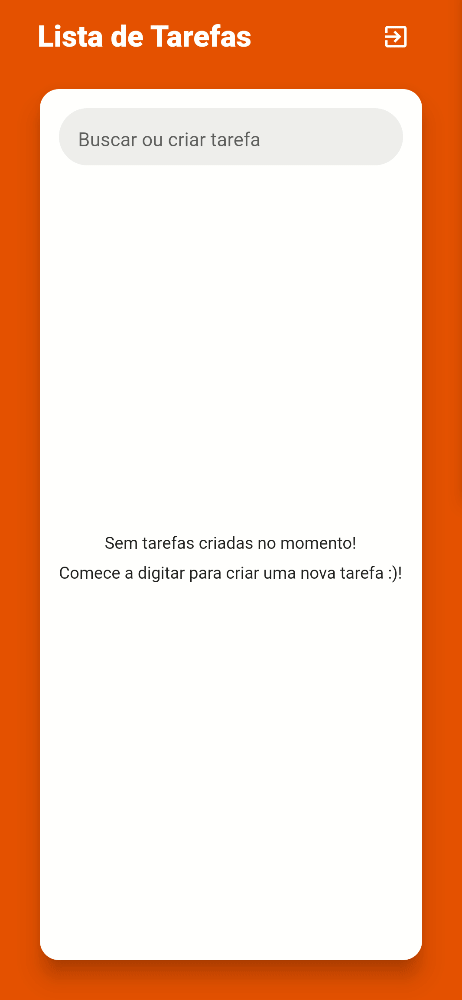 Lista de Tarefas
Buscar ou criar tarefa
Sem tarefas criadas no momento!
Comece a digitar para criar uma nova tarefa :)!